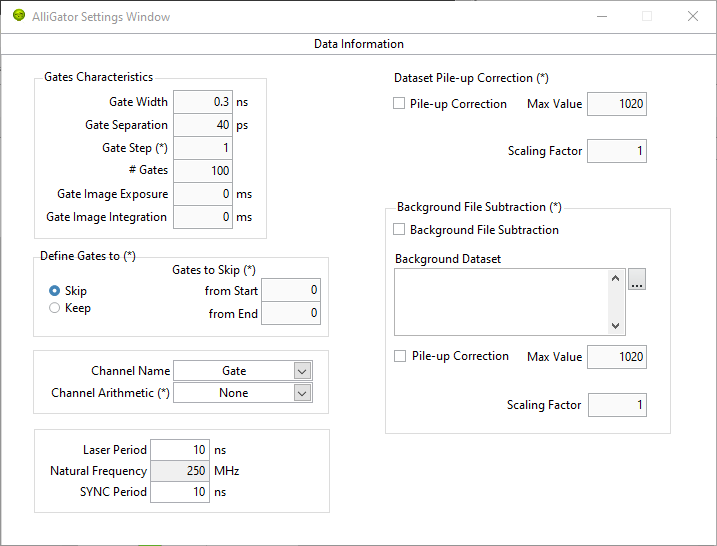 AlliGator Settings Window
Data Information
Gates Characteristics
Gate Width 0.3 ns
Gate Separation 40 ps
Gate Step (*) 1
# Gates 100
Gate Image Exposure 0 ms
Gate Image Integration 0 ms
Define Gates to (*)
Gates to Skip (*)
Skip
from Start 0
Keep
from End 0
Channel Name Gate
Channel Arithmetic (*) None
Laser Period 10 ns
Natural Frequency 250 MHz
SYNC Period 10 ns
Dataset Pile-up Correction (*)
Pile-up Correction Max Value 1020
Scaling Factor 1
Background File Subtraction (*)
Background File Subtraction
Background Dataset
...
Pile-up Correction Max Value 1020
Scaling Factor 1